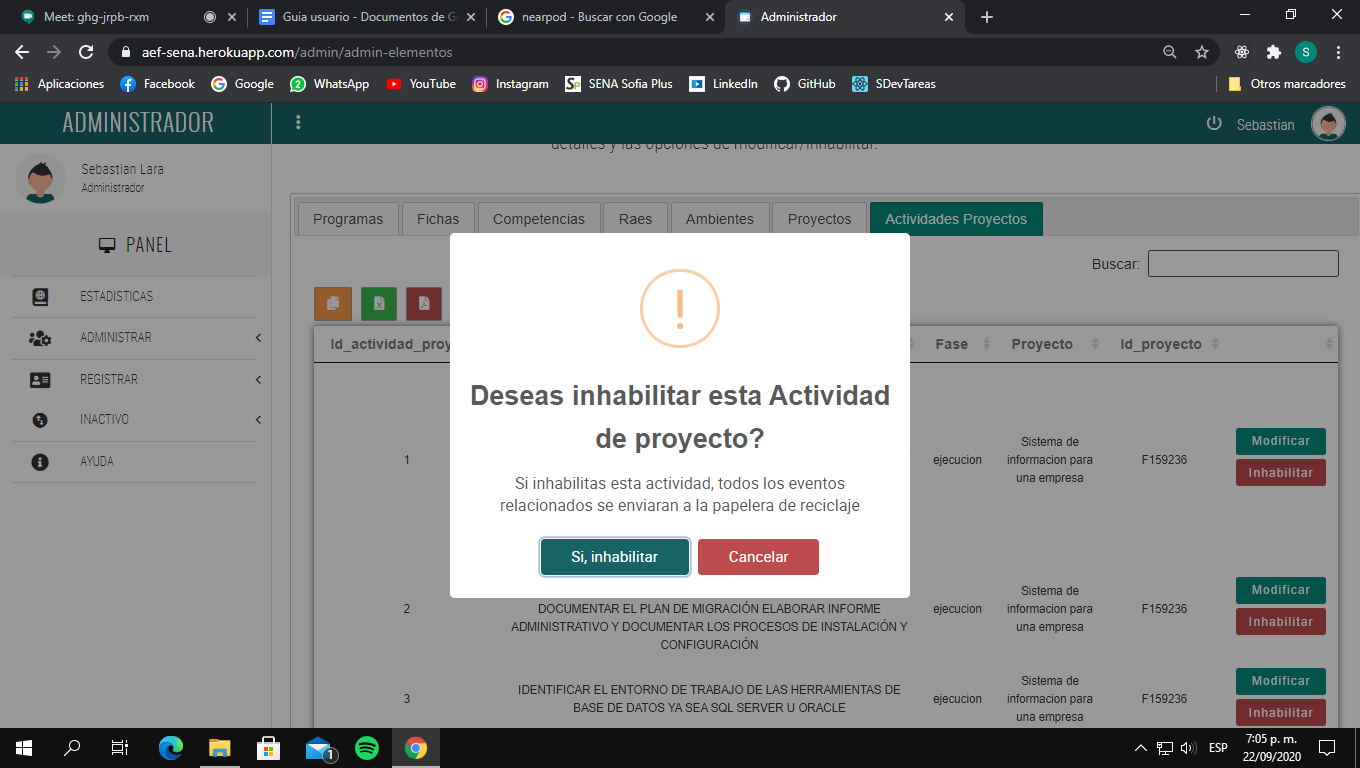 Meet: ghg-jrpb-rxm
Guia usuario - Documentos de G
nearpod - Buscar con Google
Administrador
aef-sena.herokuapp.com/admin/admin-elementos
S
Aplicaciones
Facebook
Google
WhatsApp
YouTube
Instagram
SENA Sofia Plus
LinkedIn
GitHub
SDevTareas
Otros marcadores
ADMINISTRADOR
Sebastian
detalles y las opciones de modificar/inhabilitar.
Sebastian Lara
Administrador
PANEL
ESTADISTICAS
ADMINISTRAR
REGISTRAR
INACTIVO
AYUDA
Programas
Fichas
Competencias
Raes
Ambientes
Proyectos
Actividades Proyectos
Buscar:
Id_actividad_proy
Fase
Proyecto
Id_proyecto
1
ejecucion
Sistema de
informacion para
una empresa
F159236
Modificar
Inhabilitar
Deseas inhabilitar esta Actividad
de proyecto?
Si inhabilitas esta actividad, todos los eventos
relacionados se enviaran a la papelera de reciclaje
Si, inhabilitar
Cancelar
2
DOCUMENTAR EL PLAN DE MIGRACIÓN ELABORAR INFORME
ADMINISTRATIVO Y DOCUMENTAR LOS PROCESOS DE INSTALACIÓN Y
CONFIGURACIÓN
ejecucion
Sistema de
informacion para
una empresa
F159236
Modificar
Inhabilitar
3
IDENTIFICAR EL ENTORNO DE TRABAJO DE LAS HERRAMIENTAS DE
BASE DE DATOS YA SEA SQL SERVER U ORACLE
ejecucion
Sistema de
informacion para
una empresa
F159236
Modificar
Inhabilitar
1
ESP
7:05 p. m.
22/09/2020